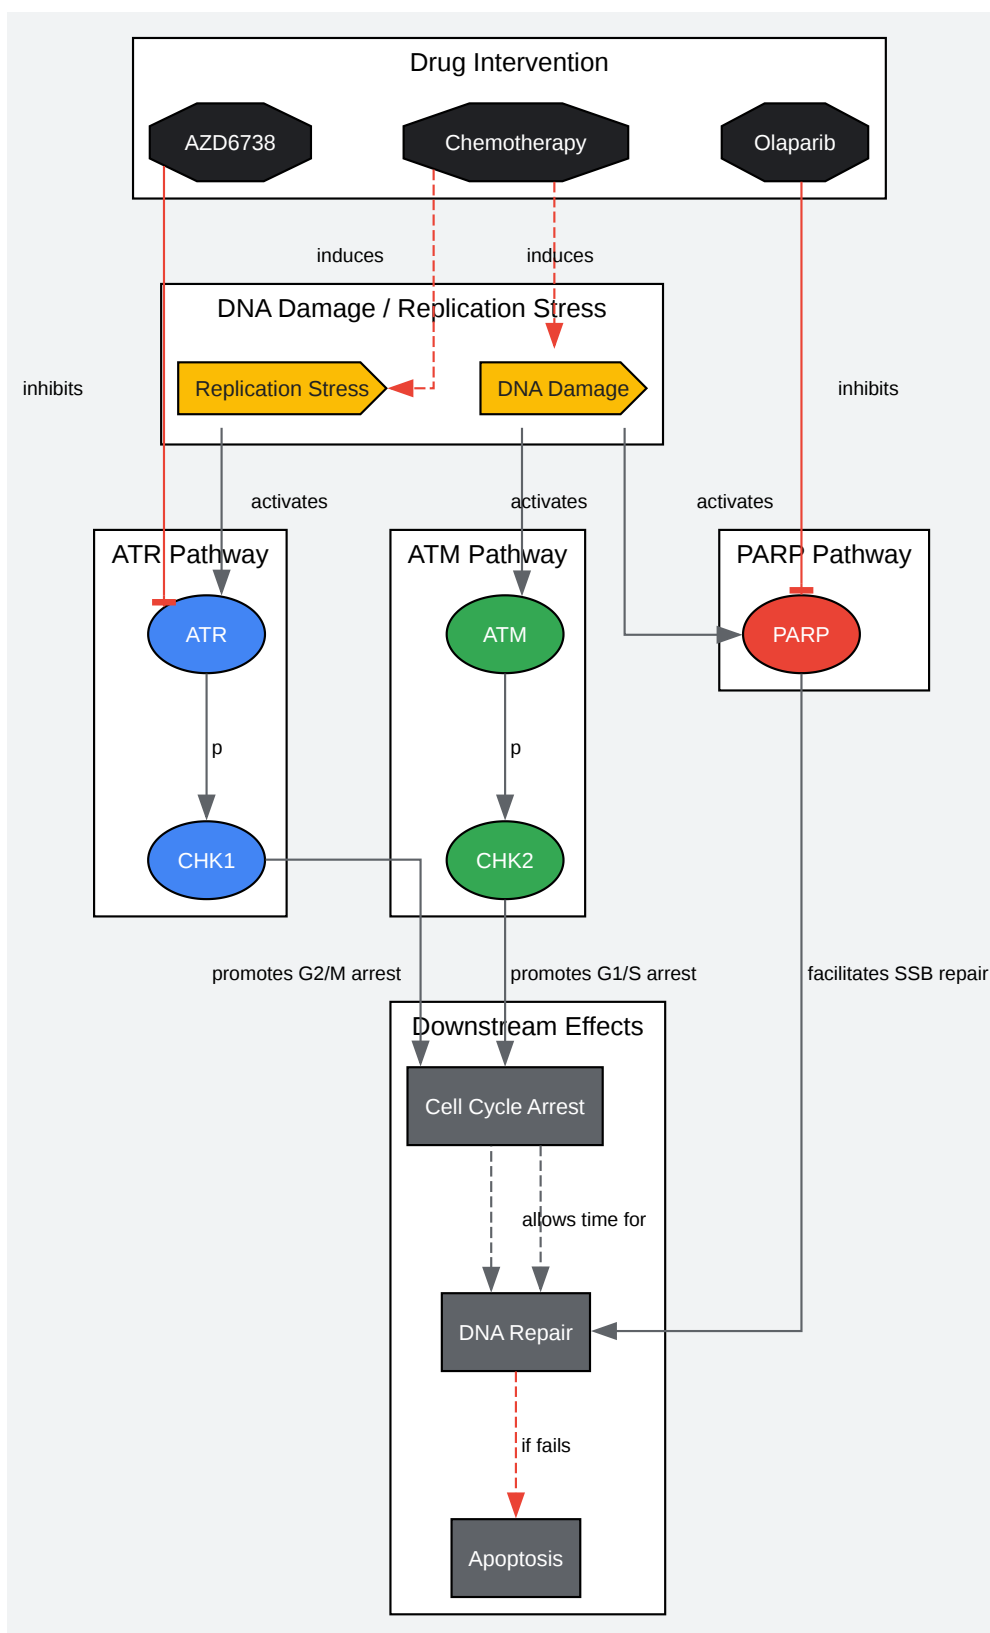 Drug Intervention
AZD6738
Chemotherapy
Olaparib
induces
induces
DNA Damage / Replication Stress
inhibits
Replication Stress
DNA Damage
inhibits
activates
activates
activates
ATR Pathway
ATM Pathway
PARP Pathway
ATR
ATM
PARP
p
p
CHK1
CHK2
promotes G2/M arrest
promotes G1/S arrest
facilitates SSB repair
Downstream Effects
Cell Cycle Arrest
allows time for
DNA Repair
if fails
Apoptosis